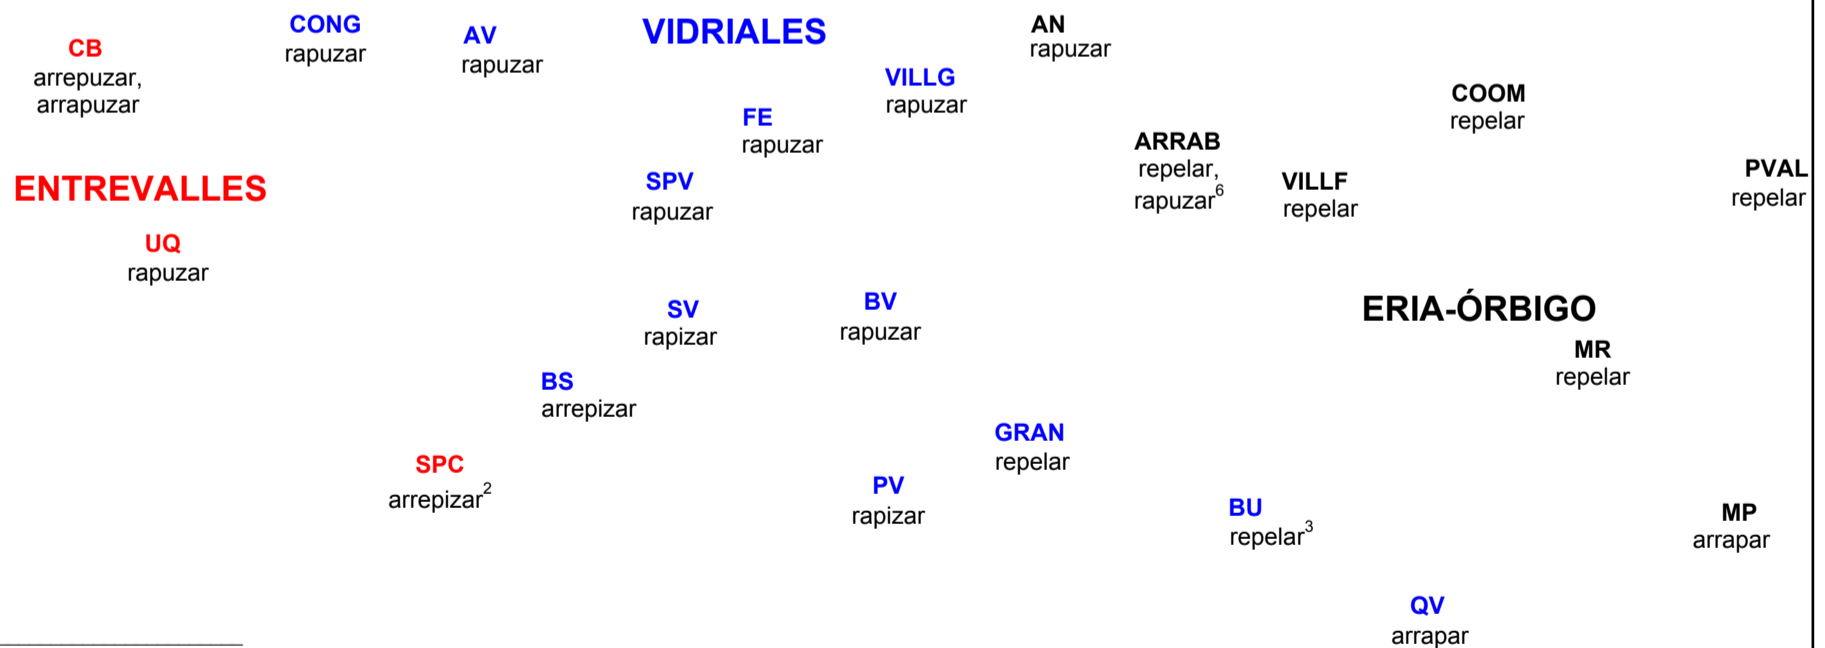 CB
arrepuzar,
arrapuzar
CONG
rapuzar
AV
rapuzar
VIDRIALES
AN
rapuzar
VILLG
rapuzar
FE
rapuzar
COOM
repelar
ARRAB
repelar,
rapuzar6
VILLF
repelar
PVAL
repelar
ENTREVALLES
SPV
rapuzar
UQ
rapuzar
SV
rapizar
BV
rapuzar
ERIA-ÓRBIGO
MR
repelar
BS
arrepizar
GRAN
repelar
SPC
arrepizar2
PV
rapizar
BU
repelar3
MP
arrapar
QV
arrapar